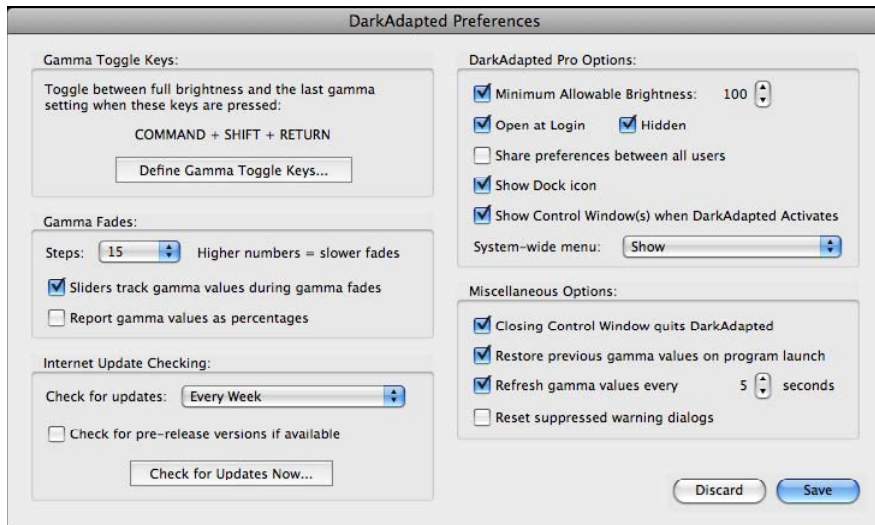 DarkAdapted Preferences
Gamma Toggle Keys:
Toggle between full brightness and the last gamma
setting when these keys are pressed:
COMMAND + SHIFT + RETURN
Define Gamma Toggle Keys...
Gamma Fades:
Steps: 15 Higher numbers = slower fades
Sliders track gamma values during gamma fades
Report gamma values as percentages
Internet Update Checking:
Check for updates: Every Week
Check for pre-release versions if available
Check for Updates Now...
DarkAdapted Pro Options:
Minimum Allowable Brightness: 100
Open at Login Hidden
Share preferences between all users
Show Dock icon
Show Control Window(s) when DarkAdapted Activates
System-wide menu: Show
Miscellaneous Options:
Closing Control Window quits DarkAdapted
Restore previous gamma values on program launch
Refresh gamma values every 5 seconds
Reset suppressed warning dialogs
Discard Save